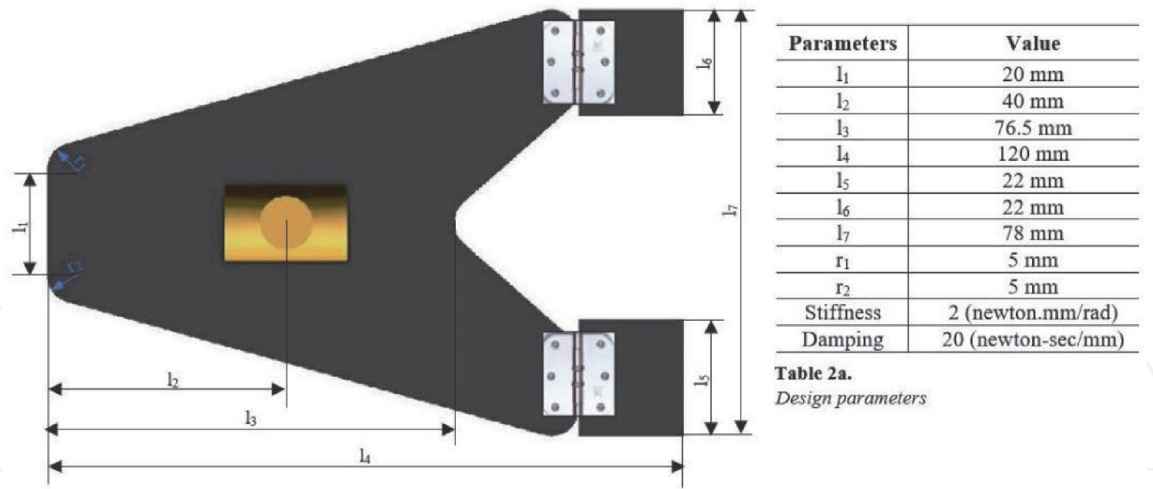 l₆
l₇
l₁
r₁
r₂
l₅
l₂
l₃
l₄
Parameters Value
l₁ 20 mm
l₂ 40 mm
l₃ 76.5 mm
l₄ 120 mm
l₅ 22 mm
l₆ 22 mm
l₇ 78 mm
r₁ 5 mm
r₂ 5 mm
Stiffness 2 (newton.mm/rad)
Damping 20 (newton-sec/mm)
Table 2a.
Design parameters